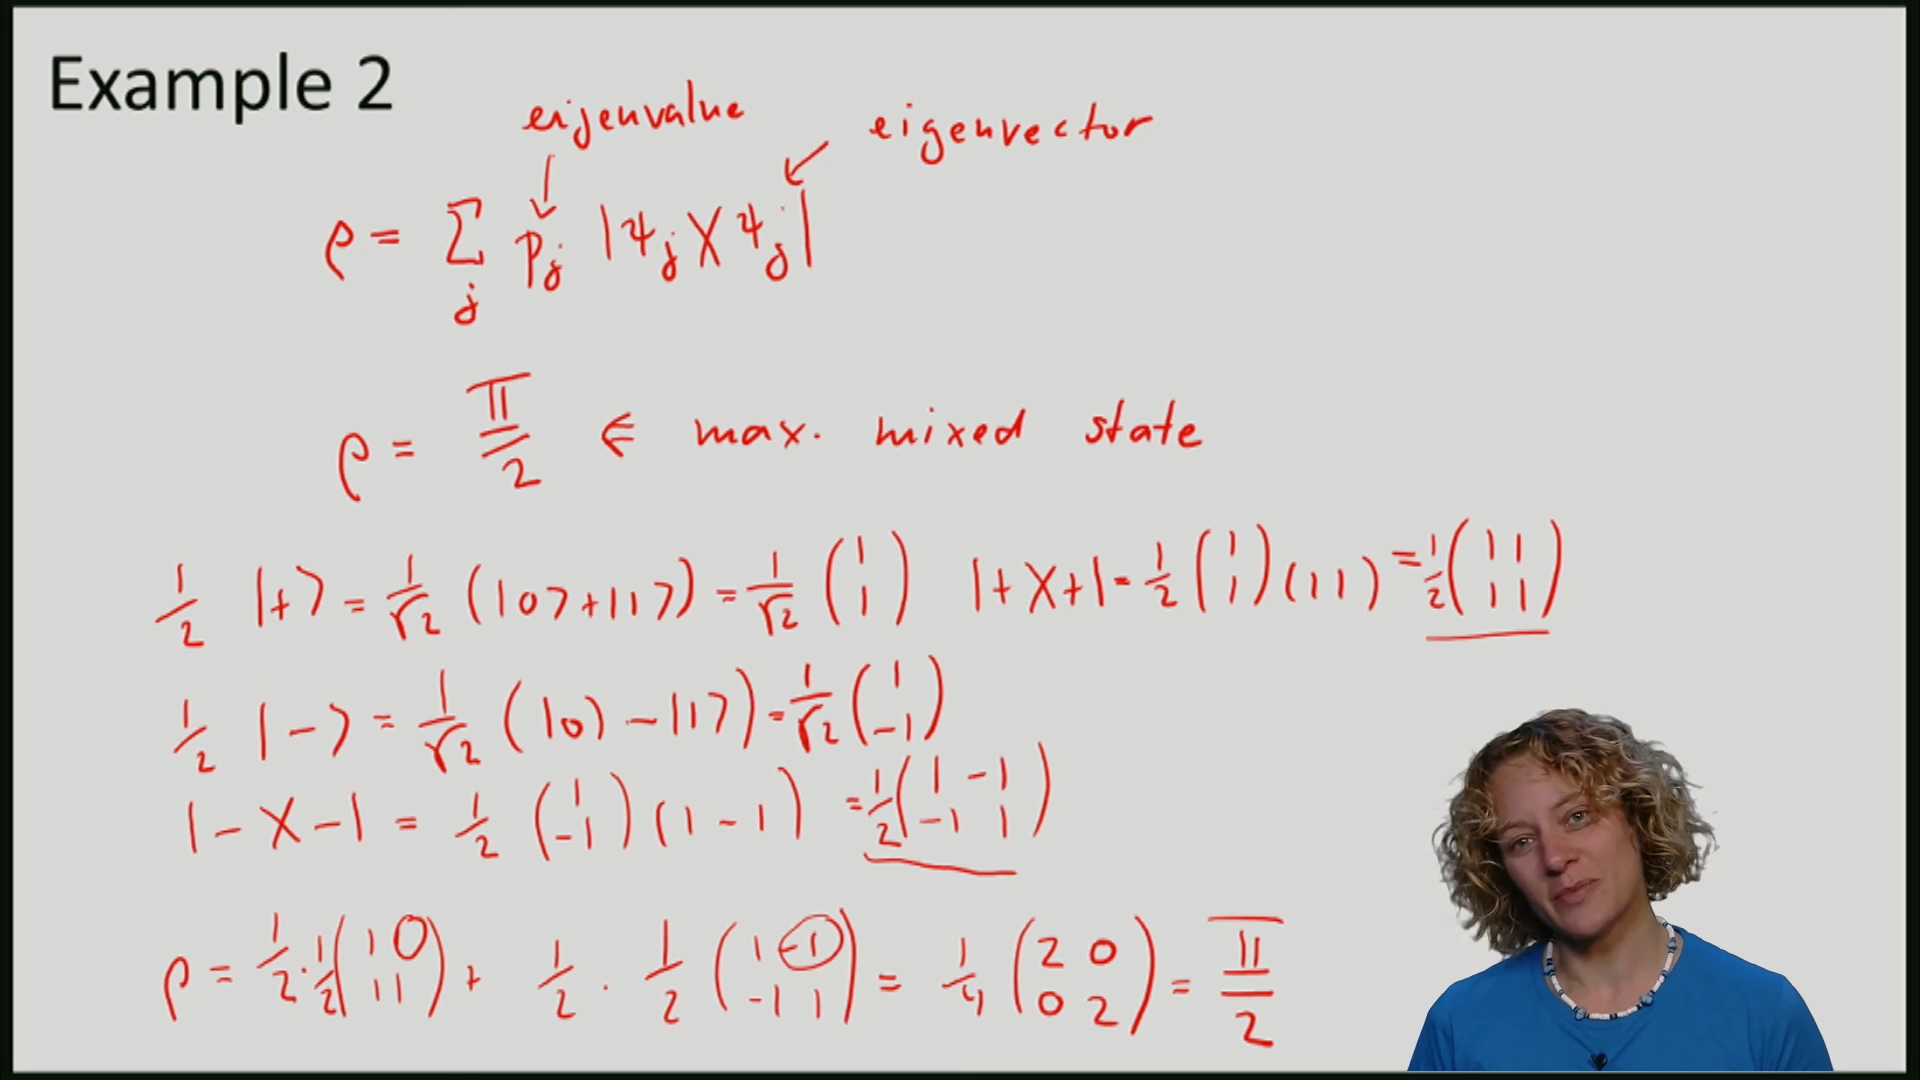 Example 2
eigenvalue eigenvector
ρ = ∑_j p_j |ψ_j⟩⟨ψ_j|
ρ = 𝕀/2 ← max. mixed state
1/2 |+⟩ = 1/√2 (|0⟩+|1⟩) = 1/√2 (1 ; 1) |+⟩⟨+| = 1/2 (1 ; 1)(1 1) = 1/2 (1 1 ; 1 1)
1/2 |-⟩ = 1/√2 (|0⟩-|1⟩) = 1/√2 (1 ; -1)
|-⟩⟨-| = 1/2 (1 ; -1)(1 -1) = 1/2 (1 -1 ; -1 1)
ρ = 1/2 · 1/2 (1 0 ; 1 1) + 1/2 · 1/2 (1 -1 ; -1 1) = 1/4 (2 0 ; 0 2) = 𝕀/2